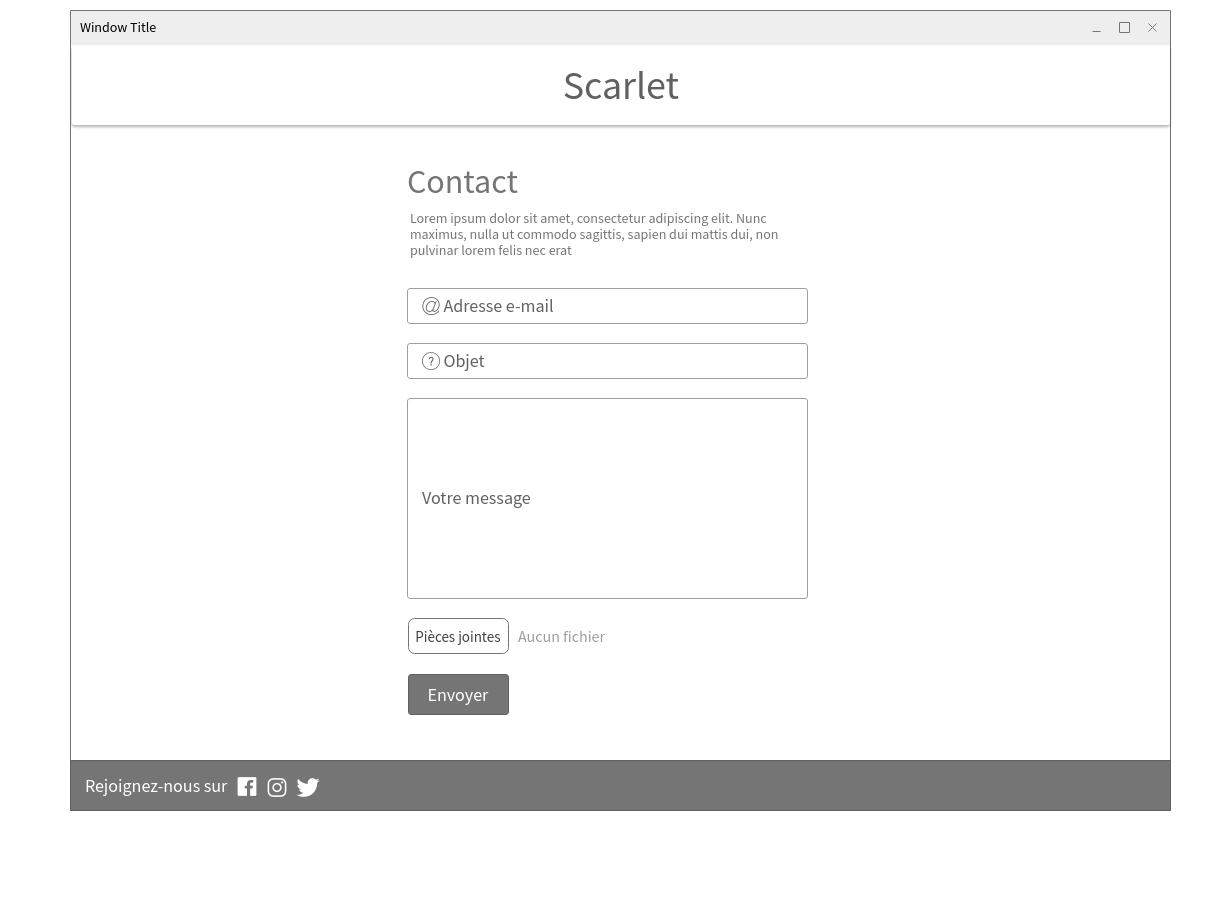 Window Title
Scarlet
Contact
Lorem ipsum dolor sit amet, consectetur adipiscing elit. Nunc
maximus, nulla ut commodo sagittis, sapien dui mattis dui, non
pulvinar lorem felis nec erat
@ Adresse e-mail
? Objet
Votre message
Pièces jointes Aucun fichier
Envoyer
Rejoignez-nous sur